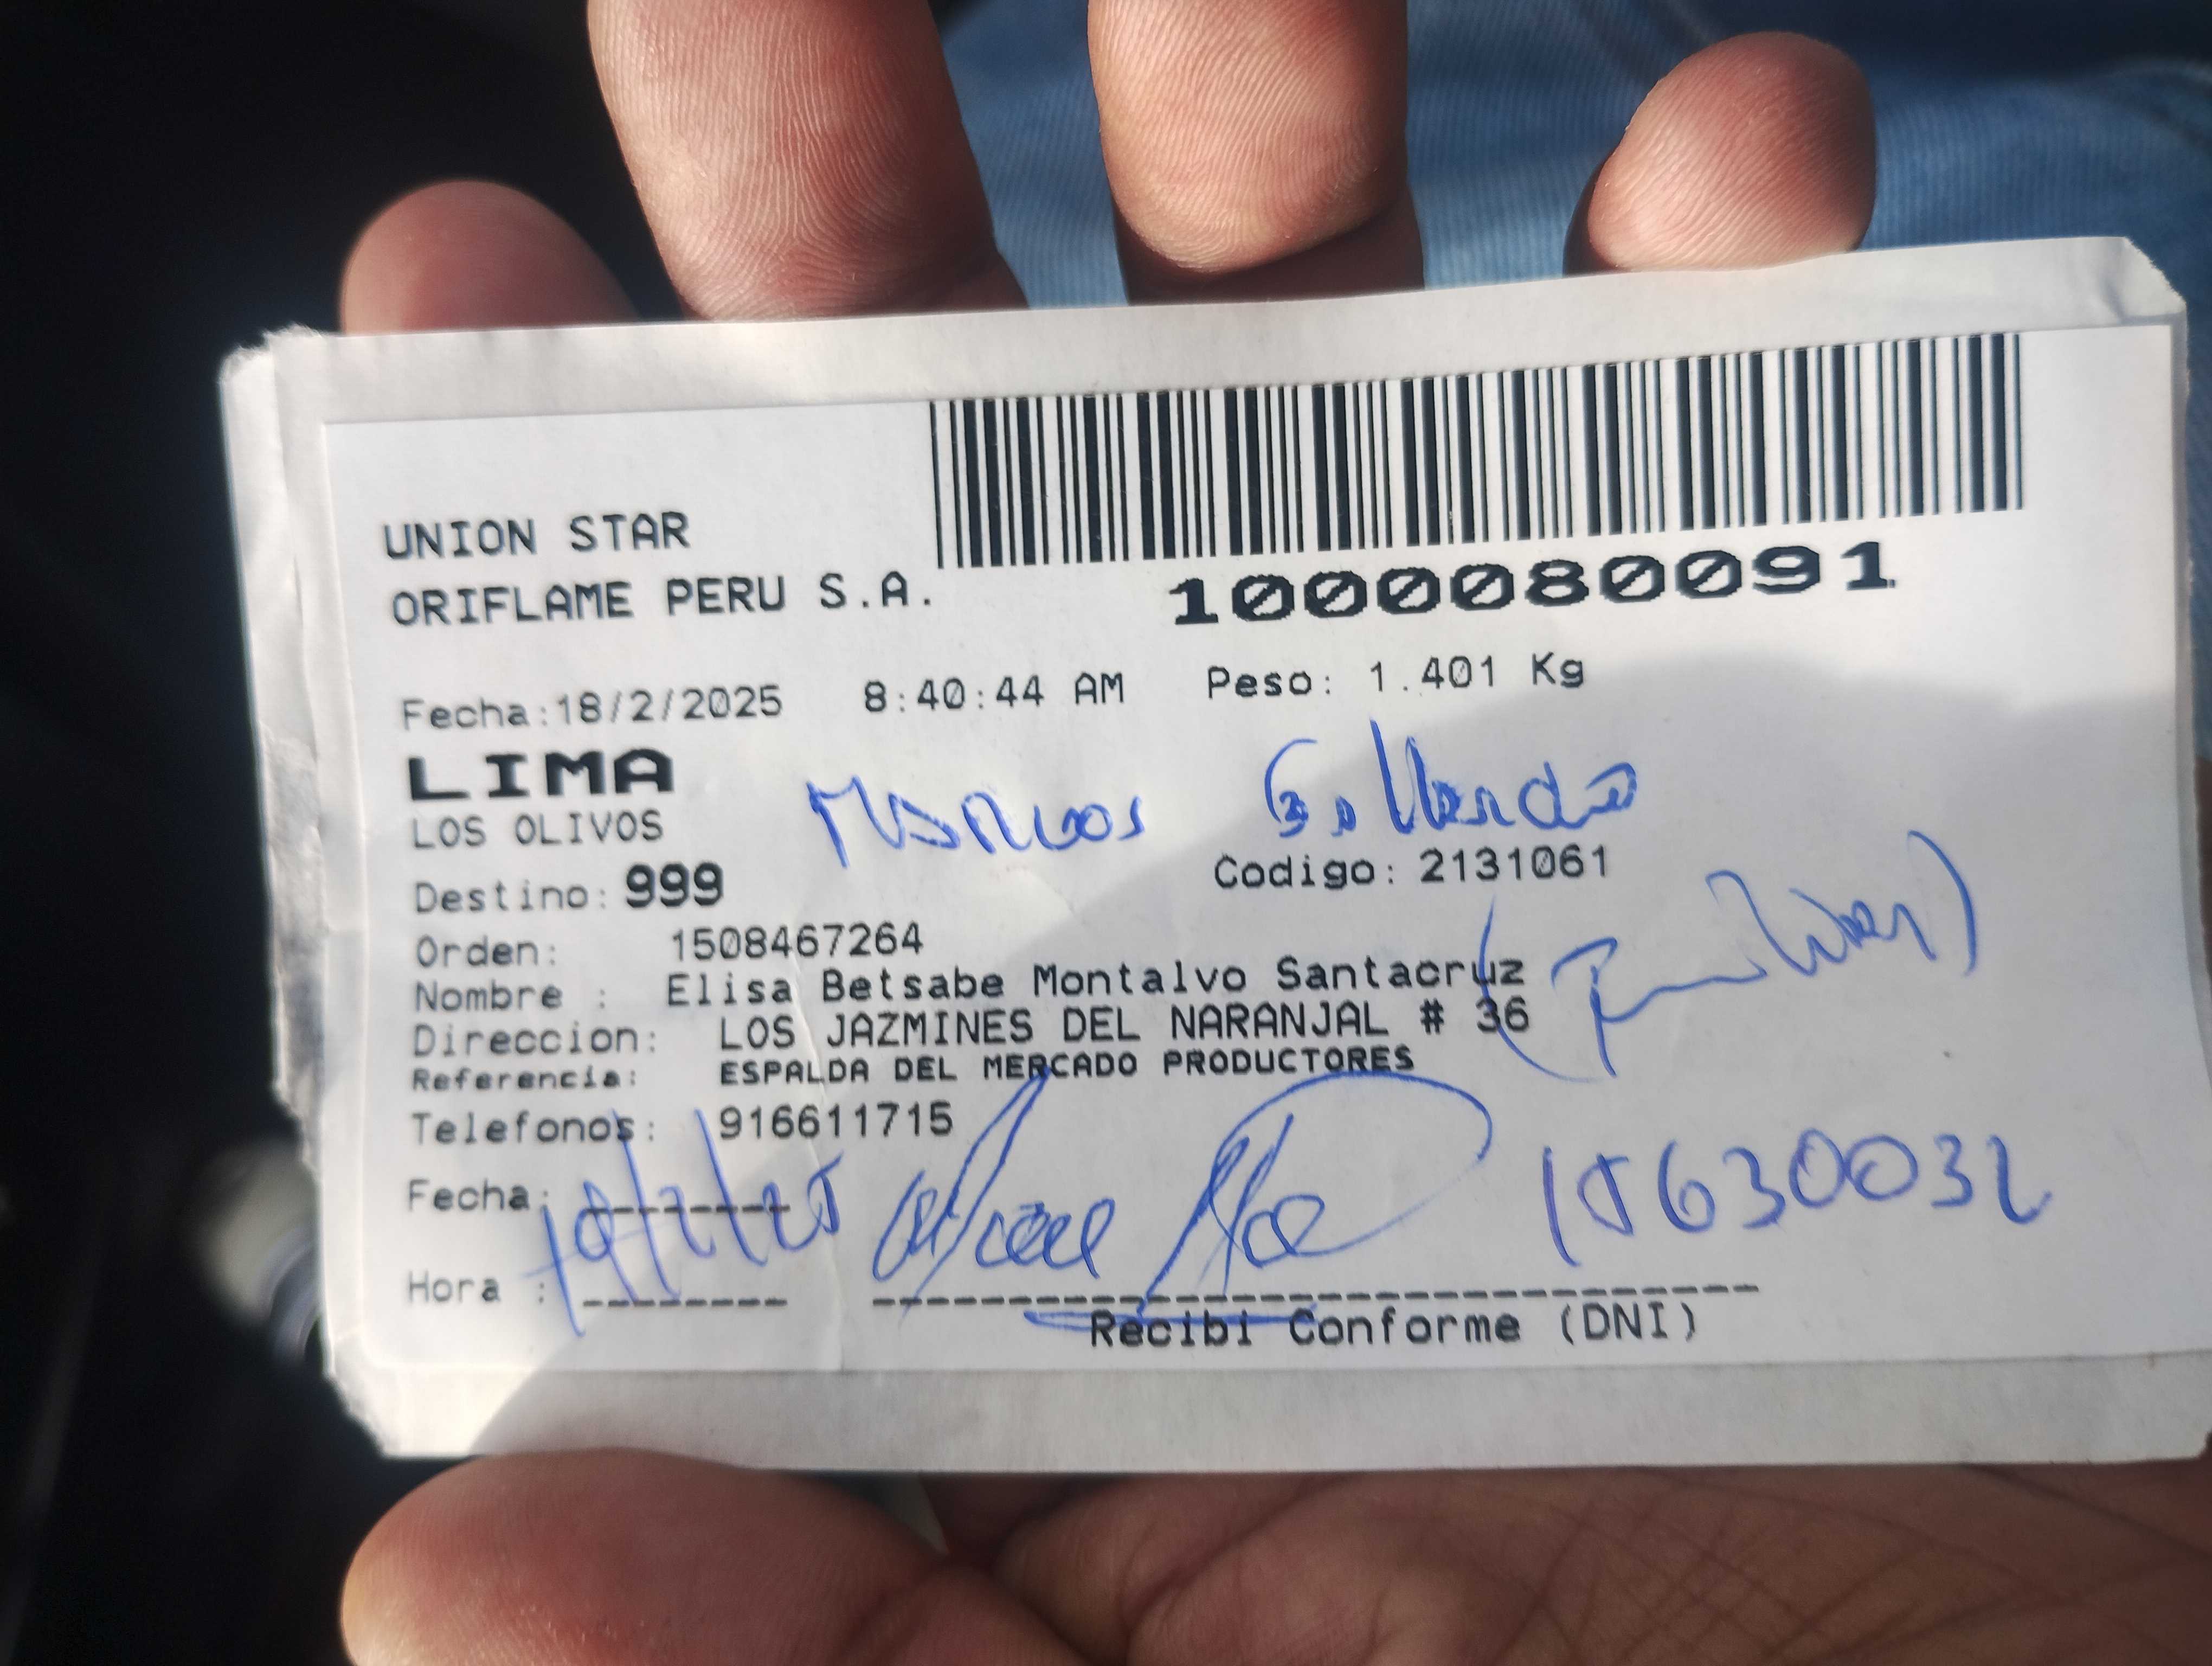 UNION STAR
ORIFLAME PERU S.A.
1000080091
Fecha:18/2/2025 8:40:44 AM Peso: 1.401 Kg
LIMA
LOS OLIVOS
Marcos
Destino: 999 Codigo: 2131061
Orden: 1508467264
Nombre : Elisa Betsabe Montalvo Santacruz
Direccion: LOS JAZMINES DEL NARANJAL # 36
Referencia: ESPALDA DEL MERCADO PRODUCTORES
Telefonos: 916611715
Fecha: 15630032
Hora :
Recibi Conforme (DNI)